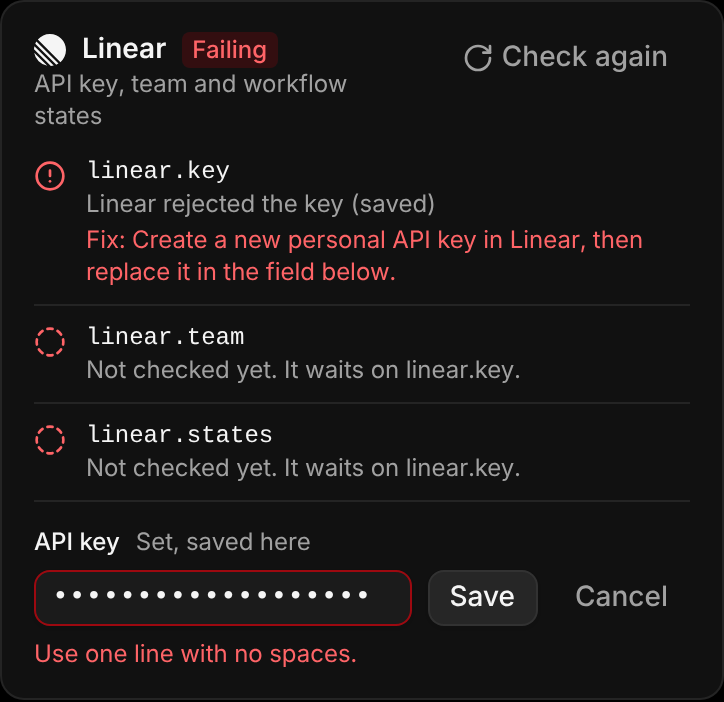 Linear Failing
Check again
API key, team and workflow
states
linear.key
Linear rejected the key (saved)
Fix: Create a new personal API key in Linear, then
replace it in the field below.
linear.team
Not checked yet. It waits on linear.key.
linear.states
Not checked yet. It waits on linear.key.
API key Set, saved here
•••••••••••••••••••
Save
Cancel
Use one line with no spaces.